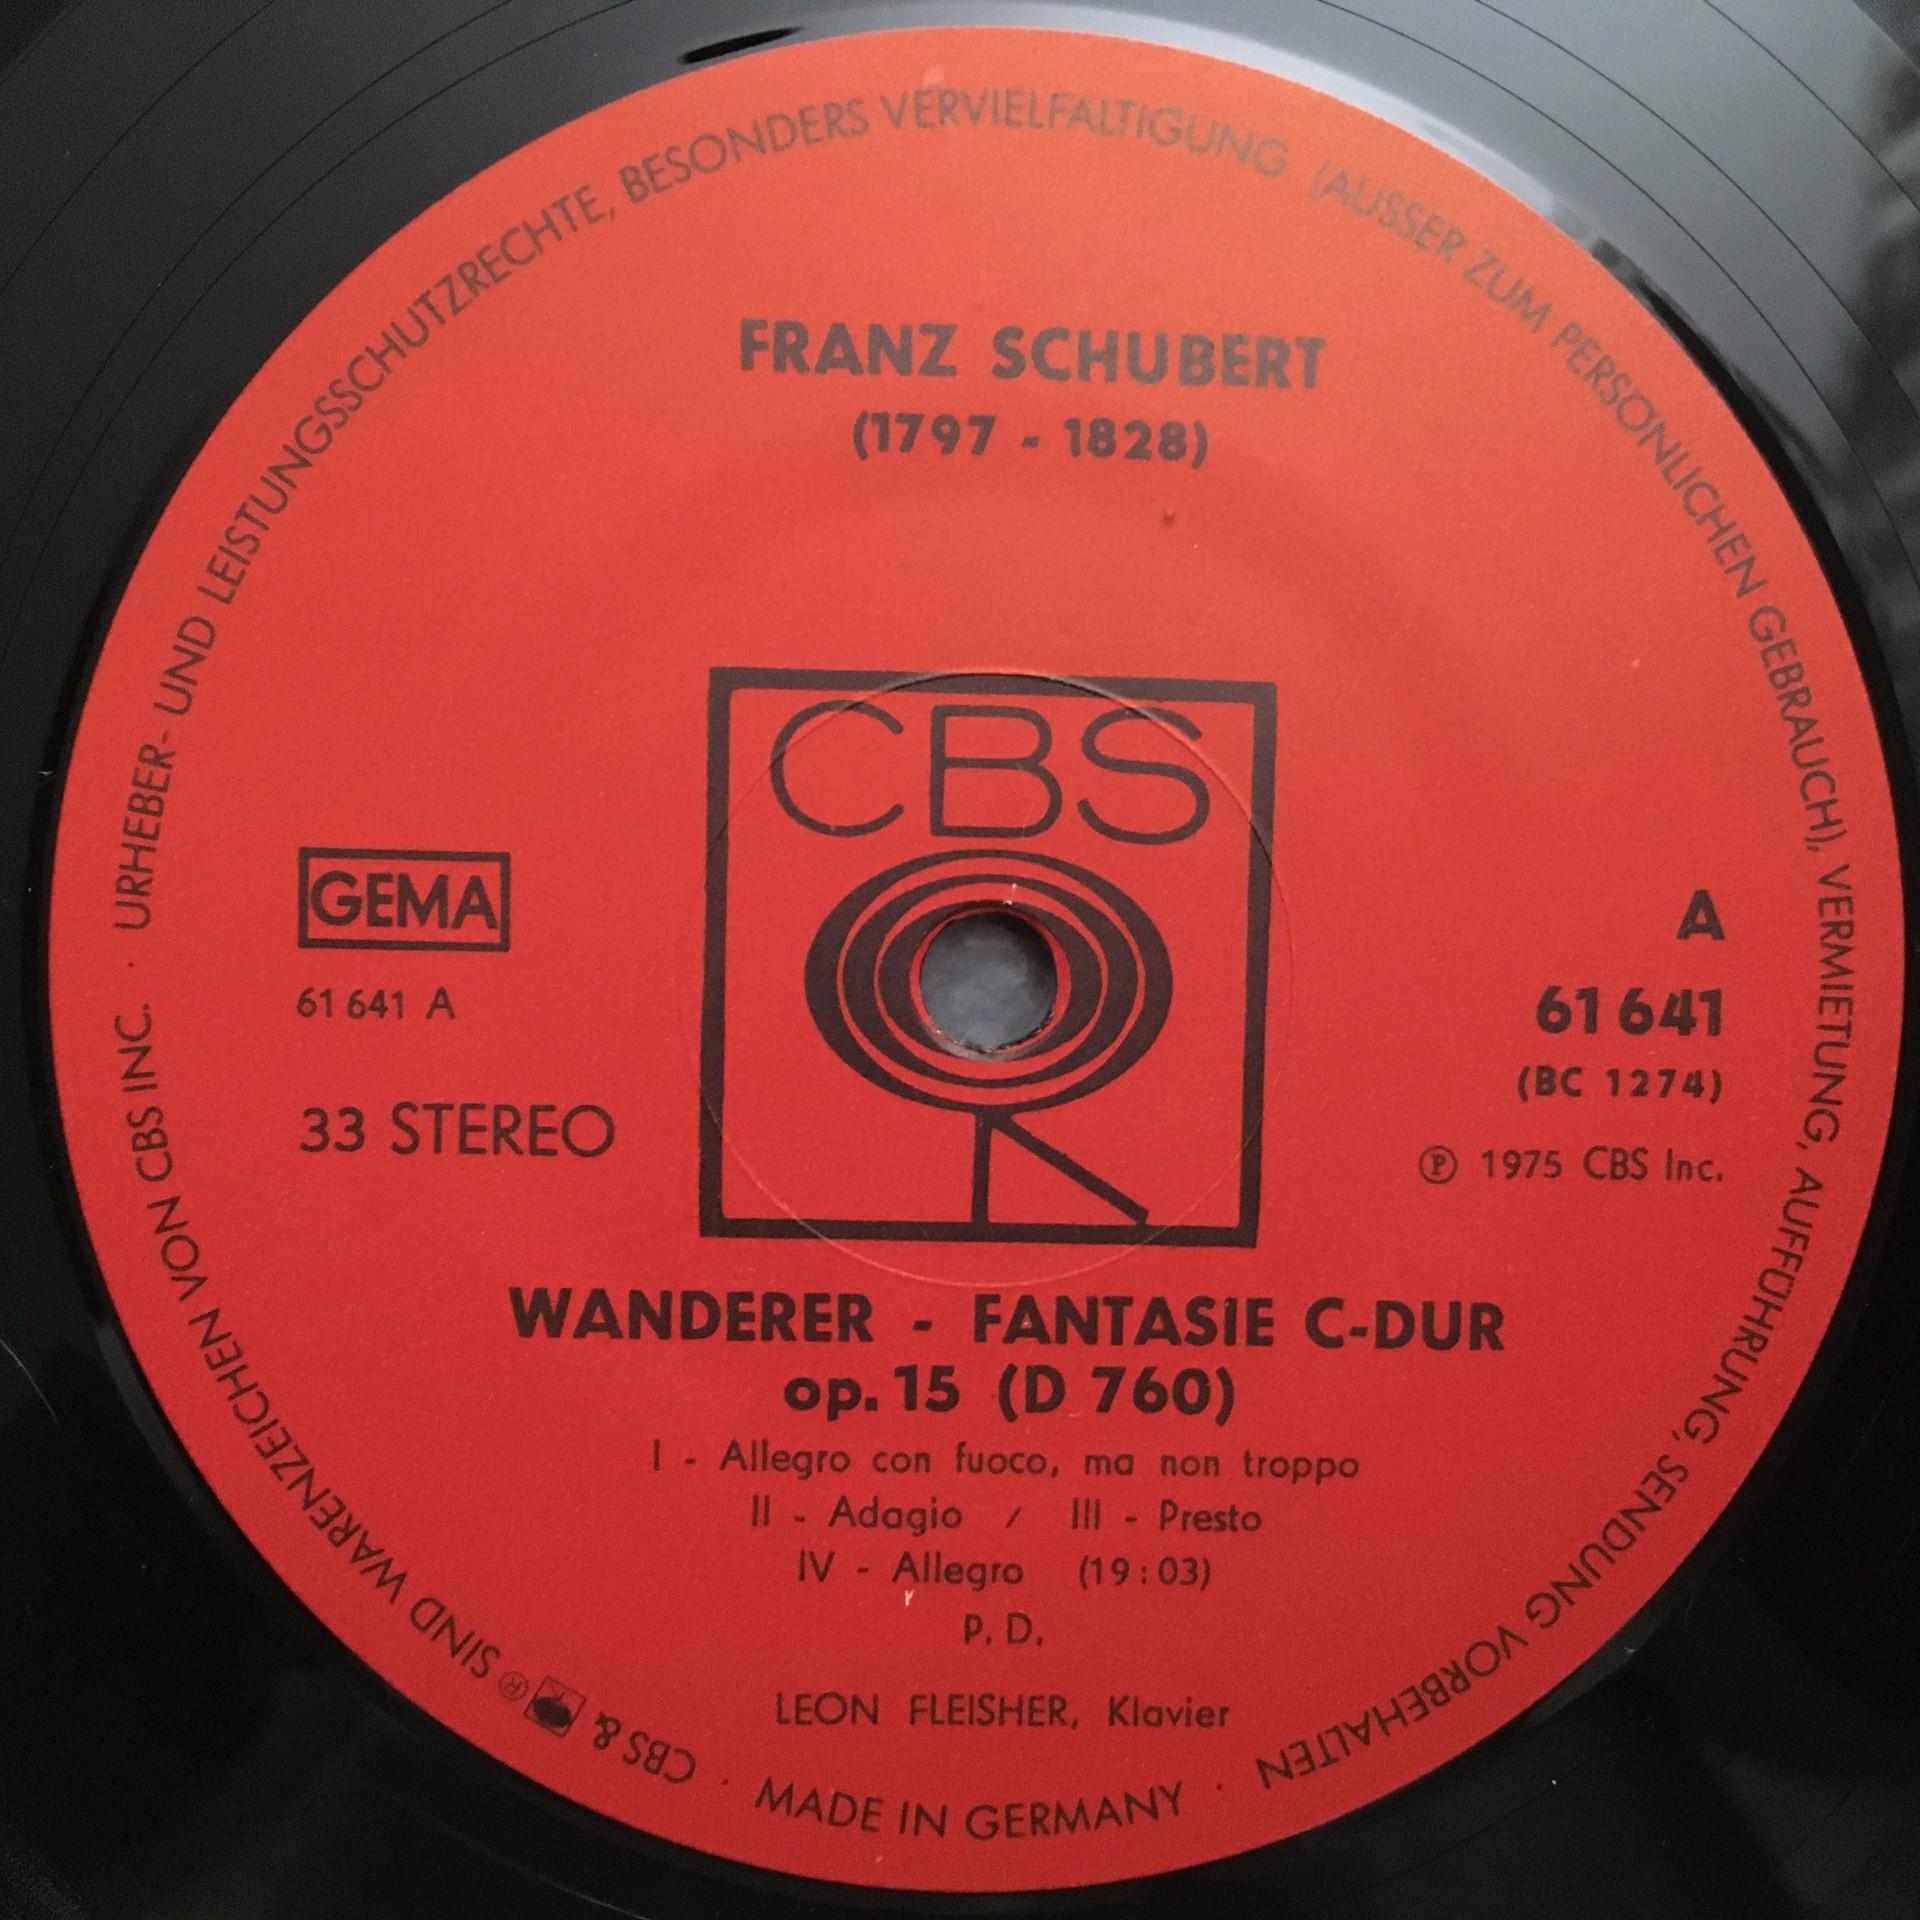 FRANZ SCHUBERT
(1797 - 1828)
CBS
GEMA
61 641 A
33 STEREO
A
61 641
(BC 1274)
Ⓟ 1975 CBS Inc.
WANDERER - FANTASIE C-DUR
op. 15 (D 760)
I - Allegro con fuoco, ma non troppo
II - Adagio / III - Presto
IV - Allegro (19:03)
P. D.
LEON FLEISHER, Klavier
URHEBER- UND LEISTUNGSSCHUTZRECHTE, BESONDERS VERVIELFÄLTIGUNG (AUSSER ZUM PERSÖNLICHEN GEBRAUCH), VERMIETUNG, AUFFÜHRUNG, SENDUNG VORBEHALTEN · MADE IN GERMANY · CBS & ® SIND WARENZEICHEN VON CBS INC. ·